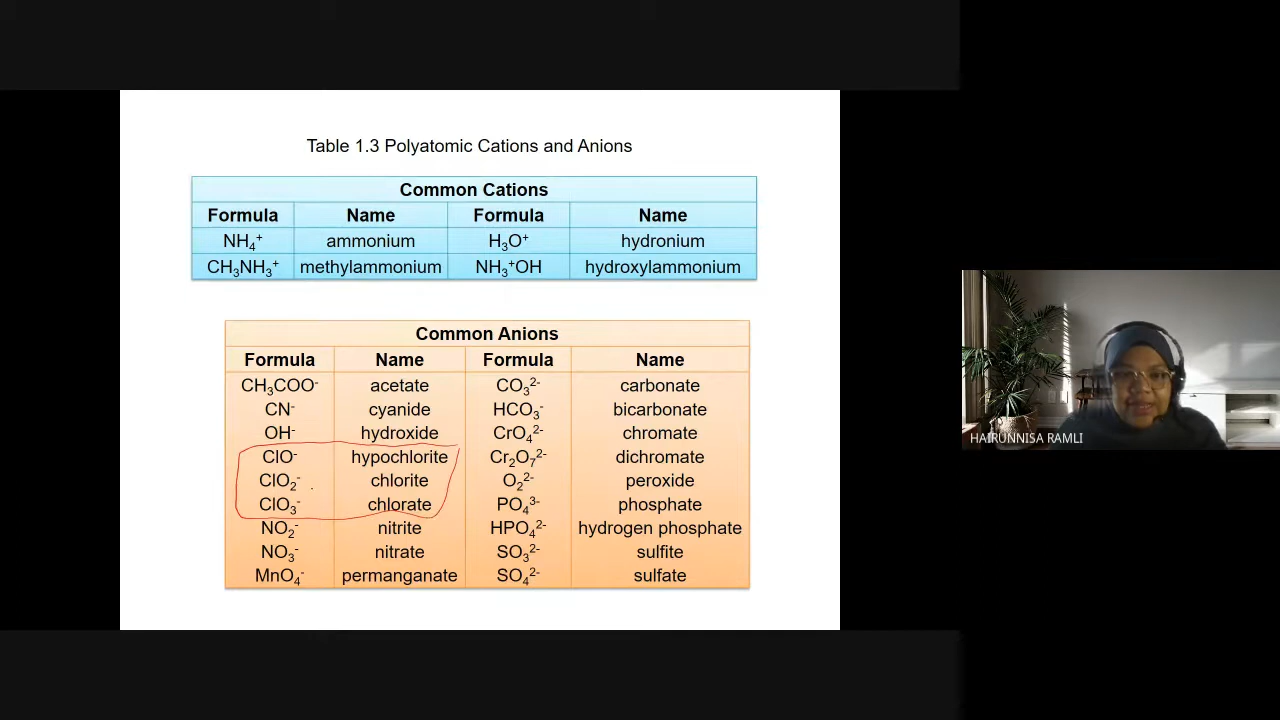 Table 1.3 Polyatomic Cations and Anions
Common Cations
Formula Name Formula Name
NH₄⁺ ammonium H₃O⁺ hydronium
CH₃NH₃⁺ methylammonium NH₃⁺OH hydroxylammonium
Common Anions
Formula Name Formula Name
CH₃COO⁻ acetate CO₃²⁻ carbonate
CN⁻ cyanide HCO₃⁻ bicarbonate
OH⁻ hydroxide CrO₄²⁻ chromate
ClO⁻ hypochlorite Cr₂O₇²⁻ dichromate
ClO₂⁻ chlorite O₂²⁻ peroxide
ClO₃⁻ chlorate PO₄³⁻ phosphate
NO₂⁻ nitrite HPO₄²⁻ hydrogen phosphate
NO₃⁻ nitrate SO₃²⁻ sulfite
MnO₄⁻ permanganate SO₄²⁻ sulfate
HAIRUNNISA RAMLI